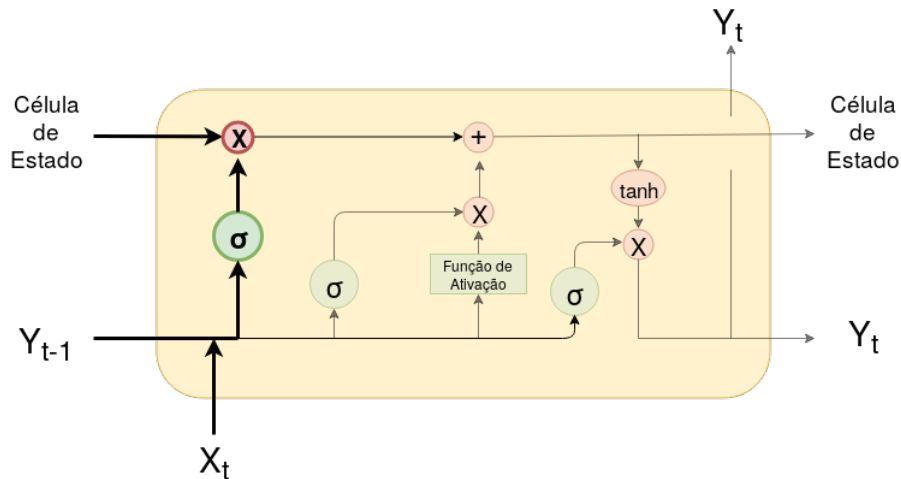 Yt
Célula
de
Estado
X
+
Célula
de
Estado
tanh
σ
X
X
σ
Função de
Ativação
σ
Yt-1
Yt
Xt